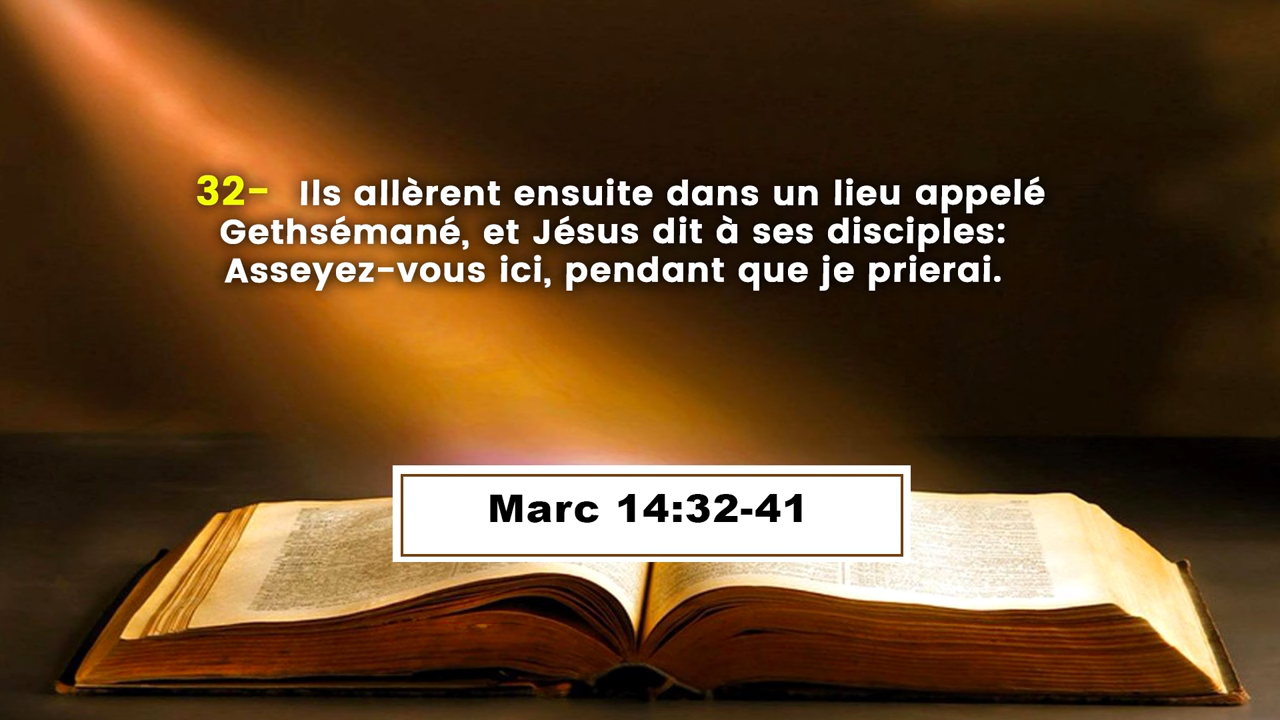 32- Ils allèrent ensuite dans un lieu appelé
Gethsémané, et Jésus dit à ses disciples:
Asseyez-vous ici, pendant que je prierai.
Marc 14:32-41